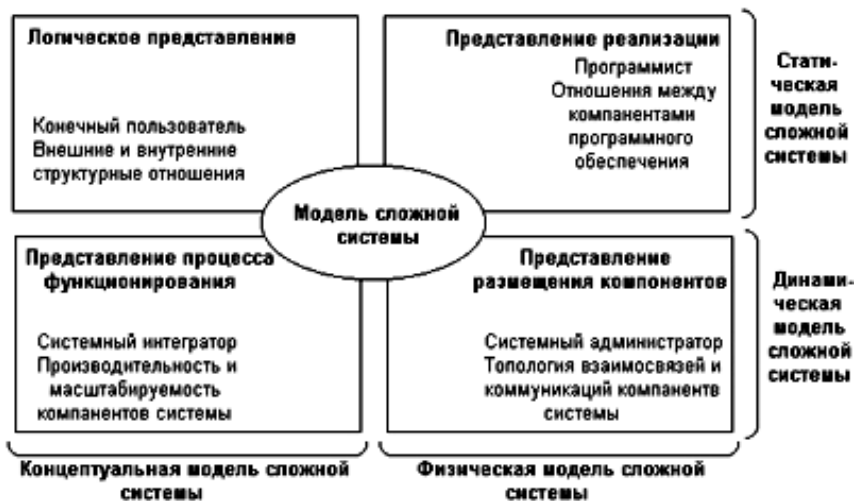 Логическое представление
Конечный пользователь
Внешние и внутренние
структурные отношения
Представление реализации
Программист
Отношения между
компанентами
программного
обеспечения
Стати-
ческая
модель
сложной
системы
Модель сложной
системы
Представление процесса
функционирования
Системный интегратор
Производительность и
масштабируемость
компанентов системы
Представление
размещения компонентов
Системный администратор
Топология взаимосвязей и
коммуникаций компанентв
системы
Динами-
ческая
модель
сложной
системы
Концептуальная модель сложной
системы
Физическая модель сложной
системы